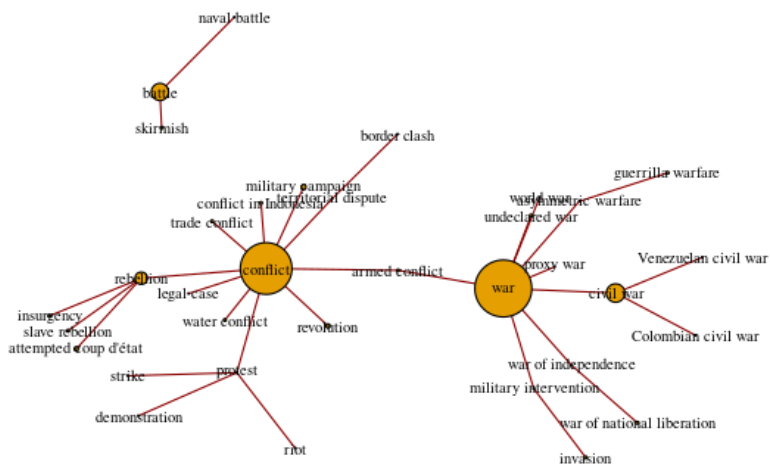 naval battle
battle
skirmish
border clash
military campaign
territorial dispute
conflict in Indonesia
trade conflict
guerrilla warfare
world war
asymmetric warfare
undeclared war
proxy war
Venezuelan civil war
rebellion
conflict
armed conflict
war
civil war
legal case
insurgency
slave rebellion
attempted coup d'état
water conflict
revolution
Colombian civil war
strike
protest
war of independence
military intervention
demonstration
war of national liberation
riot
invasion